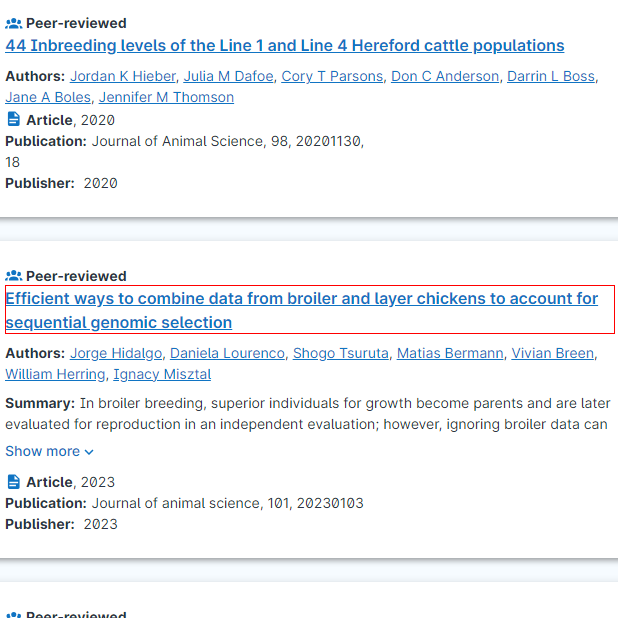 Peer-reviewed
44 Inbreeding levels of the Line 1 and Line 4 Hereford cattle populations
Authors: Jordan K Hieber, Julia M Dafoe, Cory T Parsons, Don C Anderson, Darrin L Boss,
Jane A Boles, Jennifer M Thomson
Article, 2020
Publication: Journal of Animal Science, 98, 20201130,
18
Publisher: 2020
Peer-reviewed
Efficient ways to combine data from broiler and layer chickens to account for
sequential genomic selection
Authors: Jorge Hidalgo, Daniela Lourenco, Shogo Tsuruta, Matias Bermann, Vivian Breen,
William Herring, Ignacy Misztal
Summary: In broiler breeding, superior individuals for growth become parents and are later
evaluated for reproduction in an independent evaluation; however, ignoring broiler data can
Show more
Article, 2023
Publication: Journal of animal science, 101, 20230103
Publisher: 2023
Peer-reviewed